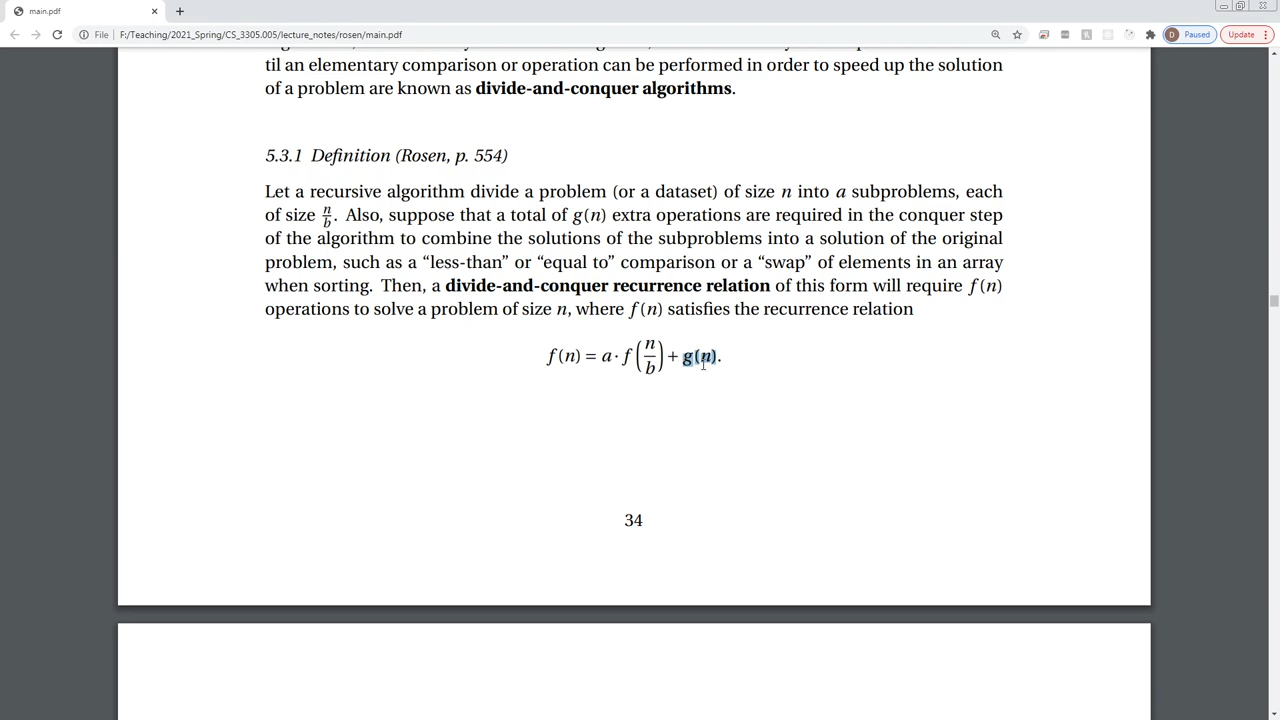 main.pdf
File F:/Teaching/2021_Spring/CS_3305.005/lecture_notes/rosen/main.pdf
D Paused Update
til an elementary comparison or operation can be performed in order to speed up the solution
of a problem are known as divide-and-conquer algorithms.
5.3.1 Definition (Rosen, p. 554)
Let a recursive algorithm divide a problem (or a dataset) of size n into a subproblems, each
of size n/b. Also, suppose that a total of g(n) extra operations are required in the conquer step
of the algorithm to combine the solutions of the subproblems into a solution of the original
problem, such as a “less-than” or “equal to” comparison or a “swap” of elements in an array
when sorting. Then, a divide-and-conquer recurrence relation of this form will require f(n)
operations to solve a problem of size n, where f(n) satisfies the recurrence relation
f(n) = a · f(n/b) + g(n).
34